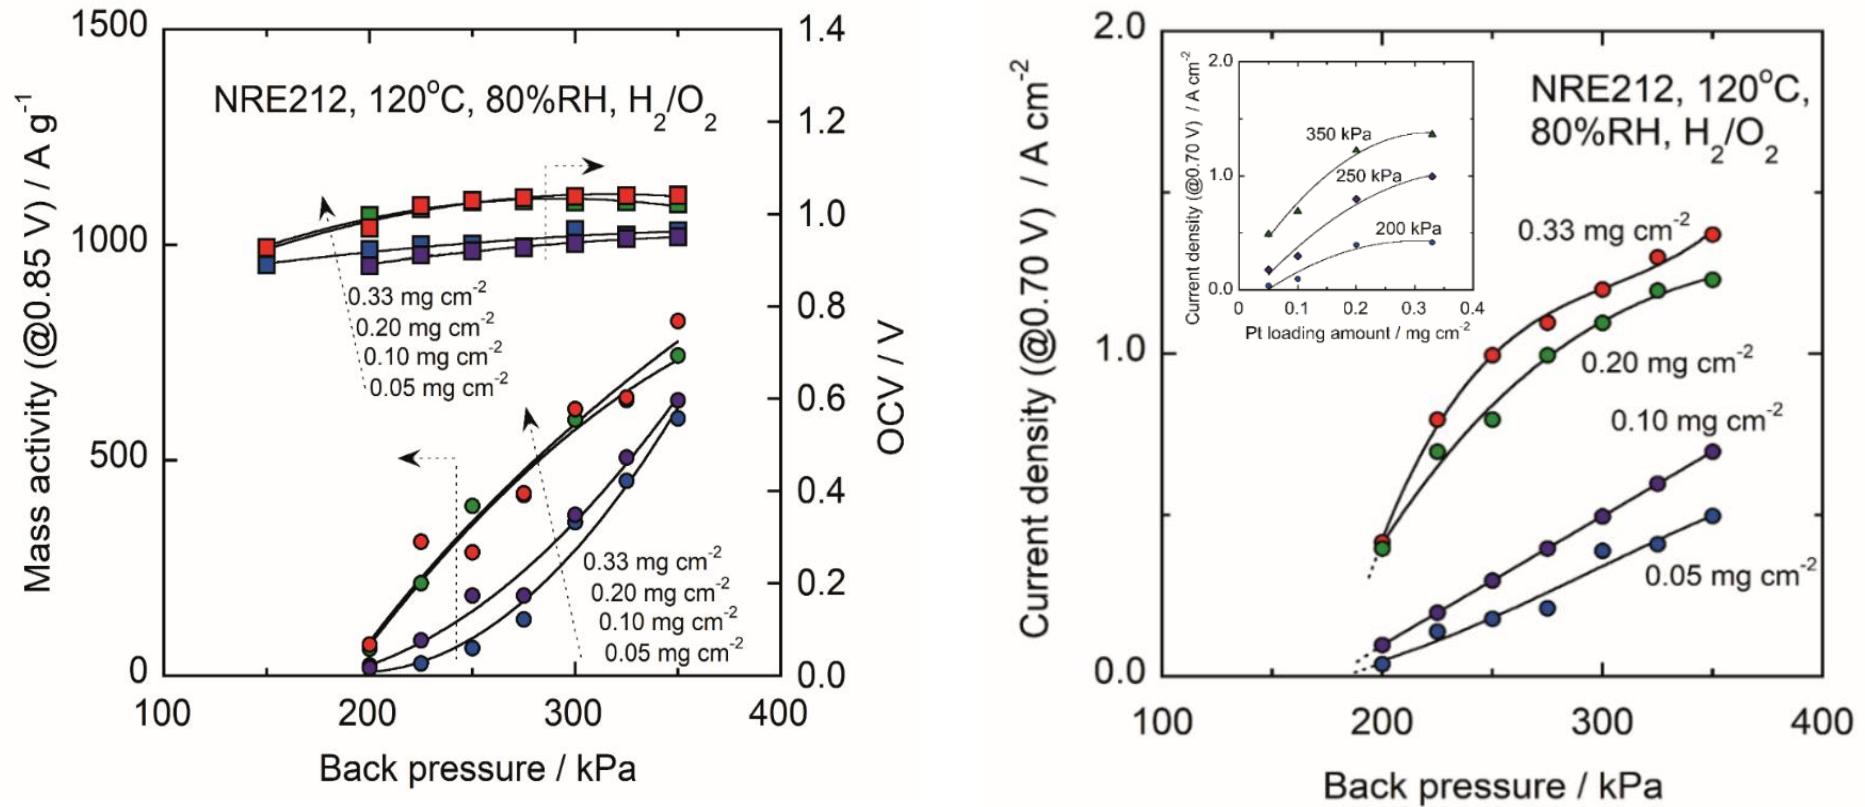 1500
1000
500
0
Mass activity (@0.85 V) / A g⁻¹
NRE212, 120°C, 80%RH, H₂/O₂
0.33 mg cm⁻²
0.20 mg cm⁻²
0.10 mg cm⁻²
0.05 mg cm⁻²
0.33 mg cm⁻²
0.20 mg cm⁻²
0.10 mg cm⁻²
0.05 mg cm⁻²
1.4
1.2
1.0
0.8
0.6
0.4
0.2
0.0
OCV / V
100 200 300 400
Back pressure / kPa
2.0
1.0
0.0
Current density (@0.70 V) / A cm⁻²
NRE212, 120°C,
80%RH, H₂/O₂
2.0
1.0
0.0
Current density (@0.70 V) / A cm⁻²
350 kPa
250 kPa
200 kPa
0 0.1 0.2 0.3 0.4
Pt loading amount / mg cm⁻²
0.33 mg cm⁻²
0.20 mg cm⁻²
0.10 mg cm⁻²
0.05 mg cm⁻²
100 200 300 400
Back pressure / kPa